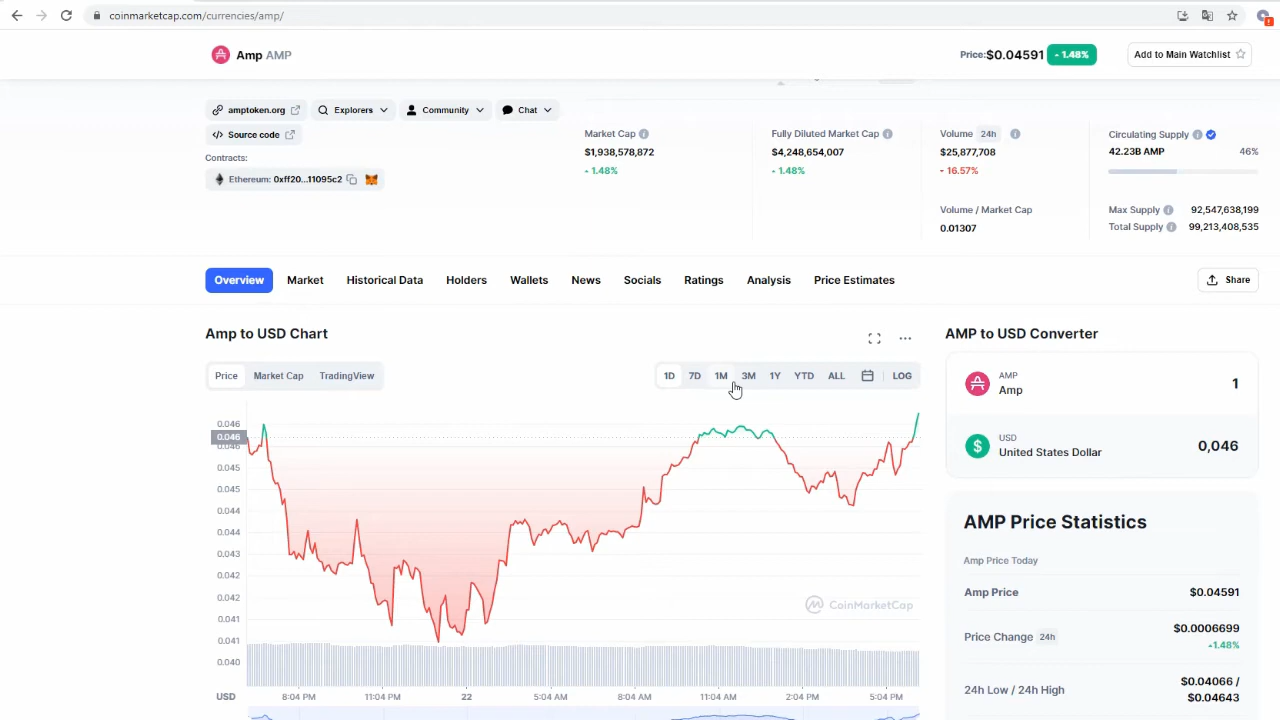 coinmarketcap.com/currencies/amp/
Amp AMP
Price:$0.04591 1.48%
Add to Main Watchlist
amptoken.org Explorers Community Chat
Source code
Contracts:
Ethereum: 0xff20...11095c2
Market Cap
$1,938,578,872
1.48%
Fully Diluted Market Cap
$4,248,654,007
1.48%
Volume 24h
$25,877,708
16.57%
Volume / Market Cap
0.01307
Circulating Supply
42.23B AMP 46%
Max Supply 92,547,638,199
Total Supply 99,213,408,535
Overview Market Historical Data Holders Wallets News Socials Ratings Analysis Price Estimates
Share
Amp to USD Chart
Price Market Cap TradingView
1D 7D 1M 3M 1Y YTD ALL LOG
0.046
0.046
0.046
0.045
0.045
0.044
0.044
0.043
0.042
0.042
0.041
0.041
0.040
CoinMarketCap
USD 8:04 PM 11:04 PM 22 5:04 AM 8:04 AM 11:04 AM 2:04 PM 5:04 PM
AMP to USD Converter
AMP
Amp 1
USD
United States Dollar 0,046
AMP Price Statistics
Amp Price Today
Amp Price $0.04591
Price Change 24h $0.0006699
1.48%
24h Low / 24h High $0.04066 /
$0.04643